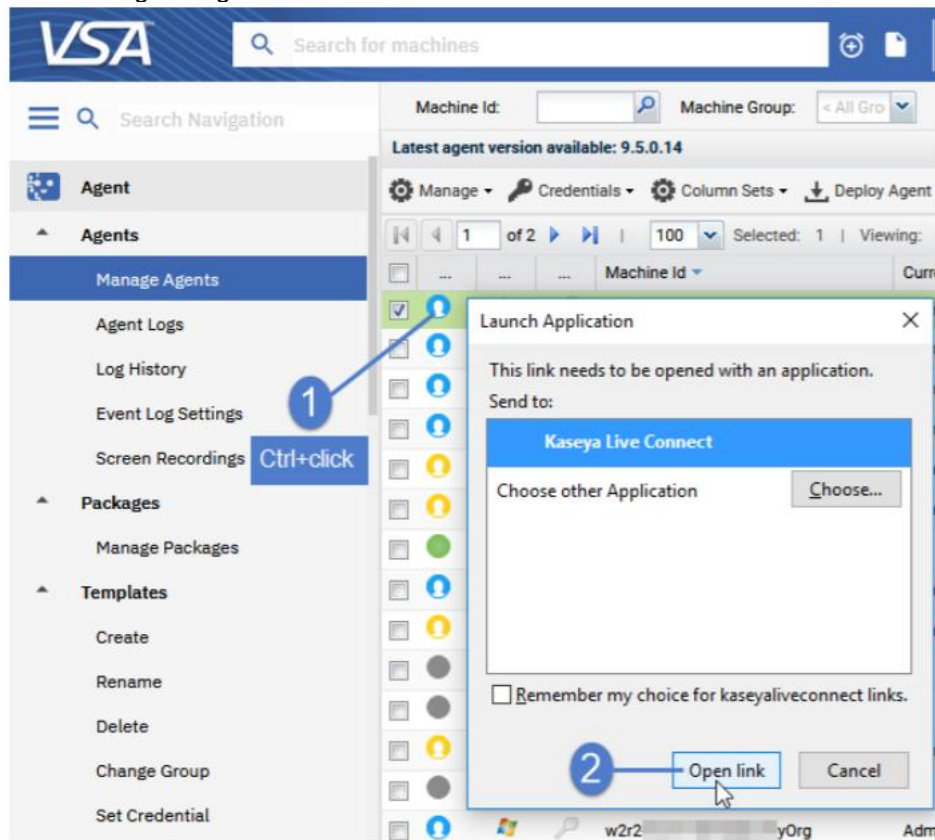 VSA
Search for machines
Search Navigation
Machine Id:
Machine Group:
< All Gro
Latest agent version available: 9.5.0.14
Agent
Manage
Credentials
Column Sets
Deploy Agent
Agents
1
of 2
100
Selected: 1 | Viewing:
Manage Agents
...
...
...
Machine Id
Agent Logs
Launch Application
Log History
This link needs to be opened with an application.
Send to:
1
Event Log Settings
Kaseya Live Connect
Screen Recordings
Ctrl+click
Choose other Application
Choose...
Packages
Manage Packages
Templates
Create
Rename
Remember my choice for kaseyaliveconnect links.
Delete
Change Group
2
Open link
Cancel
Set Credential
w2r2
yOrg